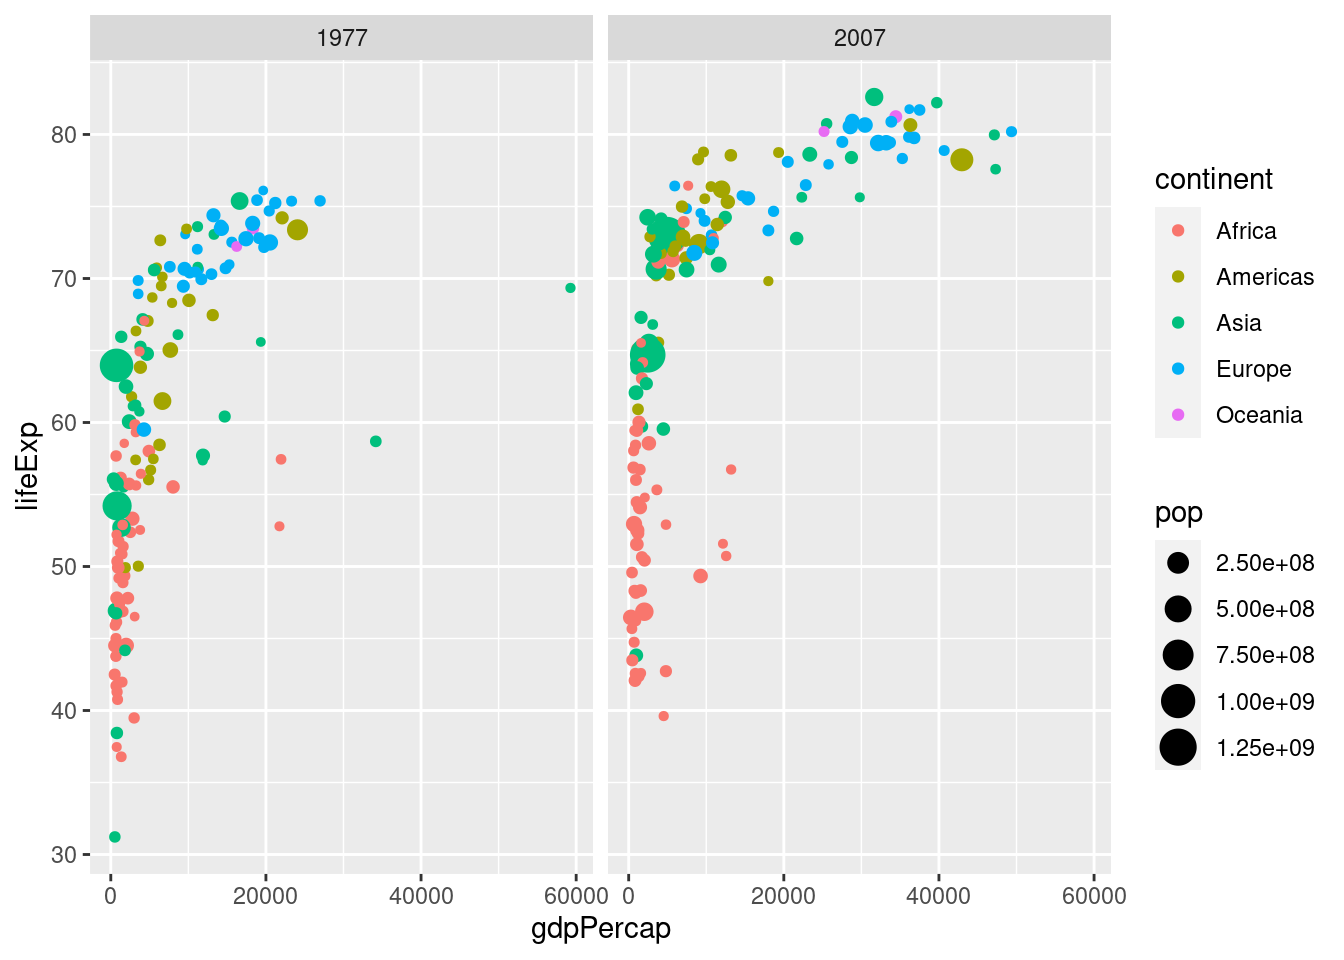 1977
2007
lifeExp
80
70
60
50
40
30
0
20000
40000
60000
0
20000
40000
60000
gdpPercap
continent
Africa
Americas
Asia
Europe
Oceania
pop
2.50e+08
5.00e+08
7.50e+08
1.00e+09
1.25e+09